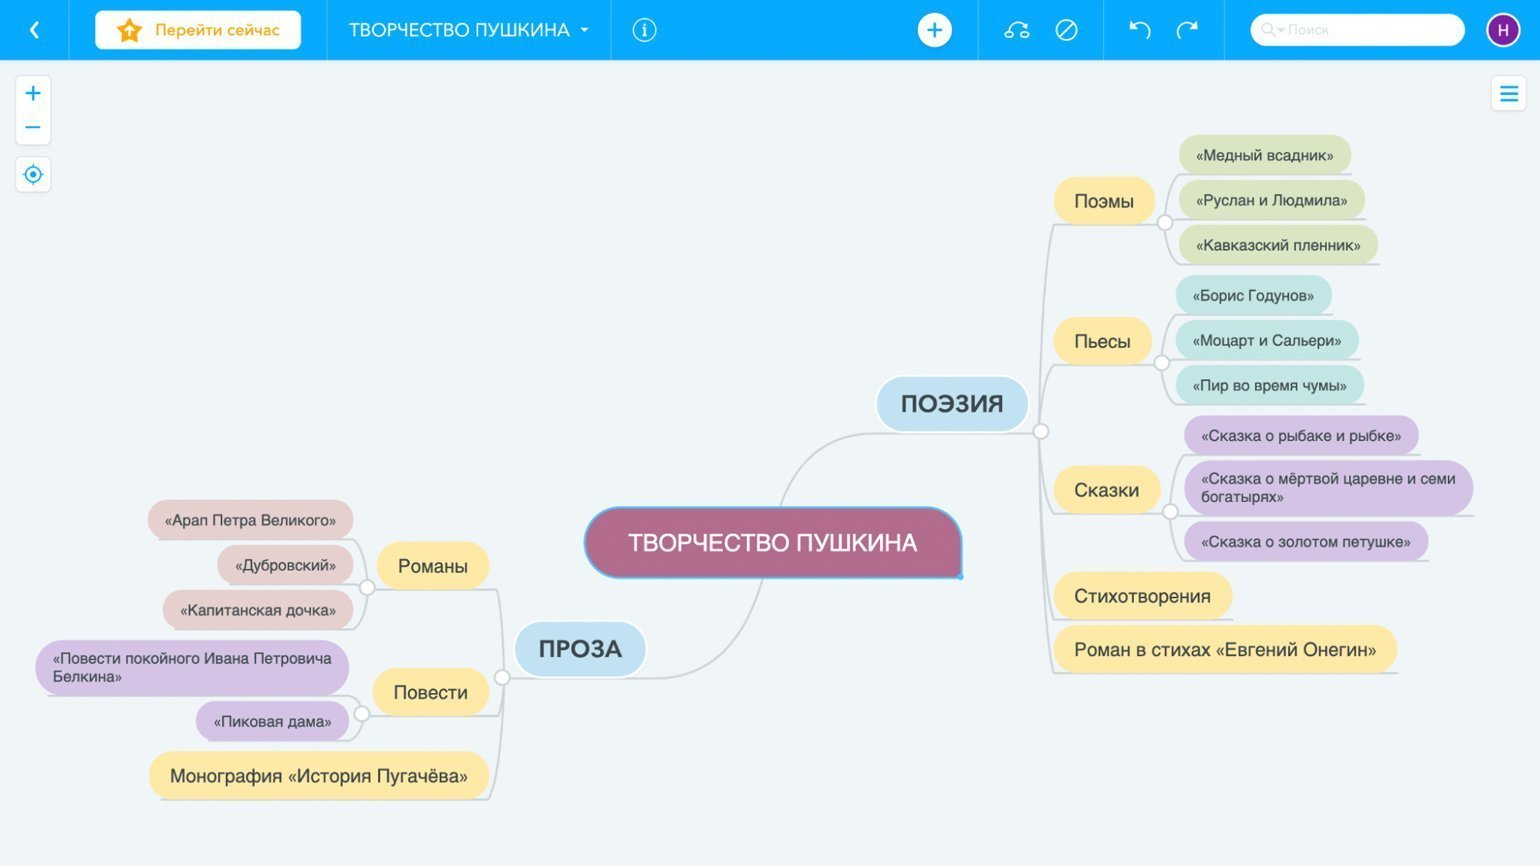 Перейти сейчас
ТВОРЧЕСТВО ПУШКИНА
Поиск
Н
ТВОРЧЕСТВО ПУШКИНА
ПОЭЗИЯ
Поэмы
«Медный всадник»
«Руслан и Людмила»
«Кавказский пленник»
Пьесы
«Борис Годунов»
«Моцарт и Сальери»
«Пир во время чумы»
Сказки
«Сказка о рыбаке и рыбке»
«Сказка о мёртвой царевне и семи
богатырях»
«Сказка о золотом петушке»
Стихотворения
Роман в стихах «Евгений Онегин»
ПРОЗА
Романы
«Арап Петра Великого»
«Дубровский»
«Капитанская дочка»
Повести
«Повести покойного Ивана Петровича
Белкина»
«Пиковая дама»
Монография «История Пугачёва»